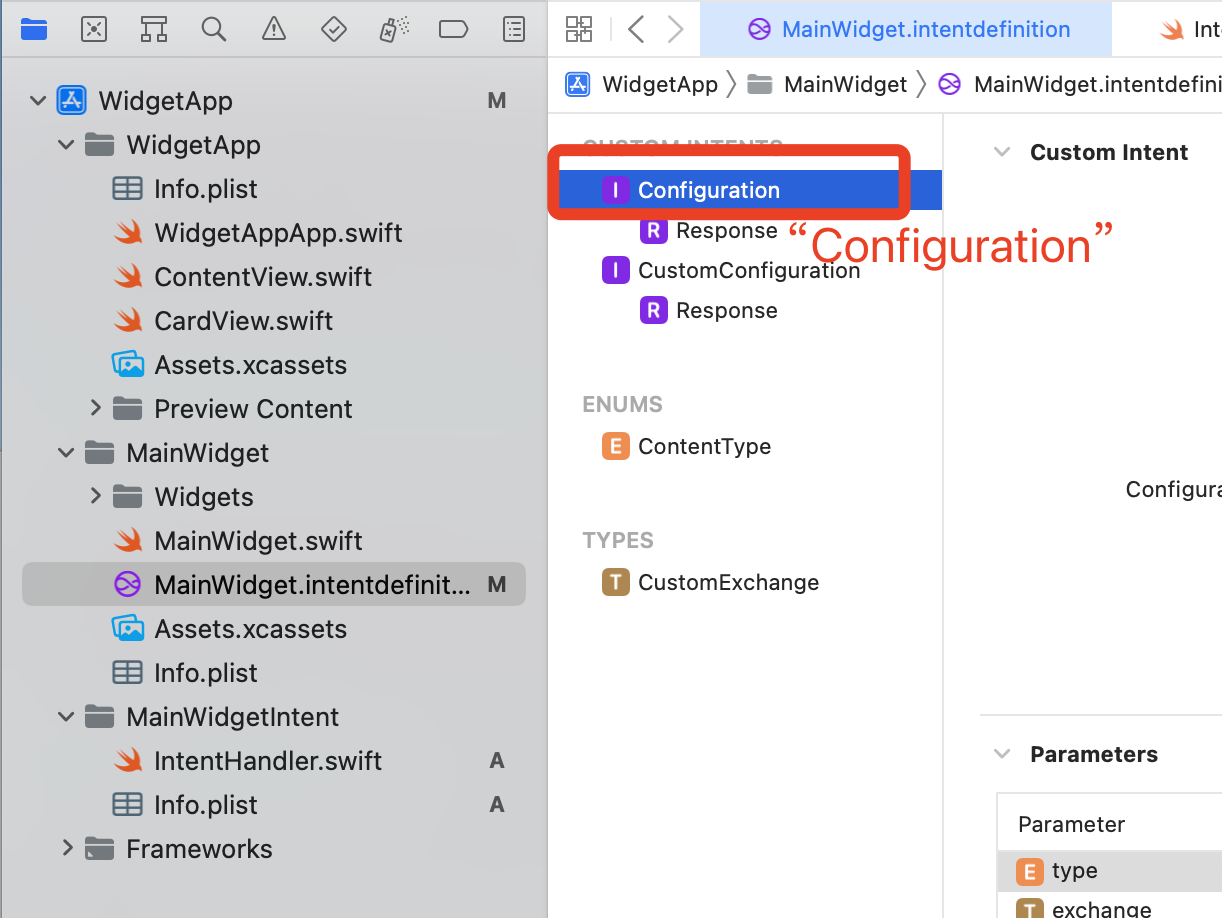 MainWidget.intentdefinition
Int
WidgetApp
MainWidget
MainWidget.intentdefini
WidgetApp M
WidgetApp
Info.plist
WidgetAppApp.swift
ContentView.swift
CardView.swift
Assets.xcassets
Preview Content
MainWidget
Widgets
MainWidget.swift
MainWidget.intentdefinit... M
Assets.xcassets
Info.plist
MainWidgetIntent
IntentHandler.swift A
Info.plist A
Frameworks
CUSTOM INTENTS
I Configuration
R Response
“Configuration”
I CustomConfiguration
R Response
ENUMS
E ContentType
TYPES
T CustomExchange
Custom Intent
Configura
Parameters
Parameter
E type
T exchange